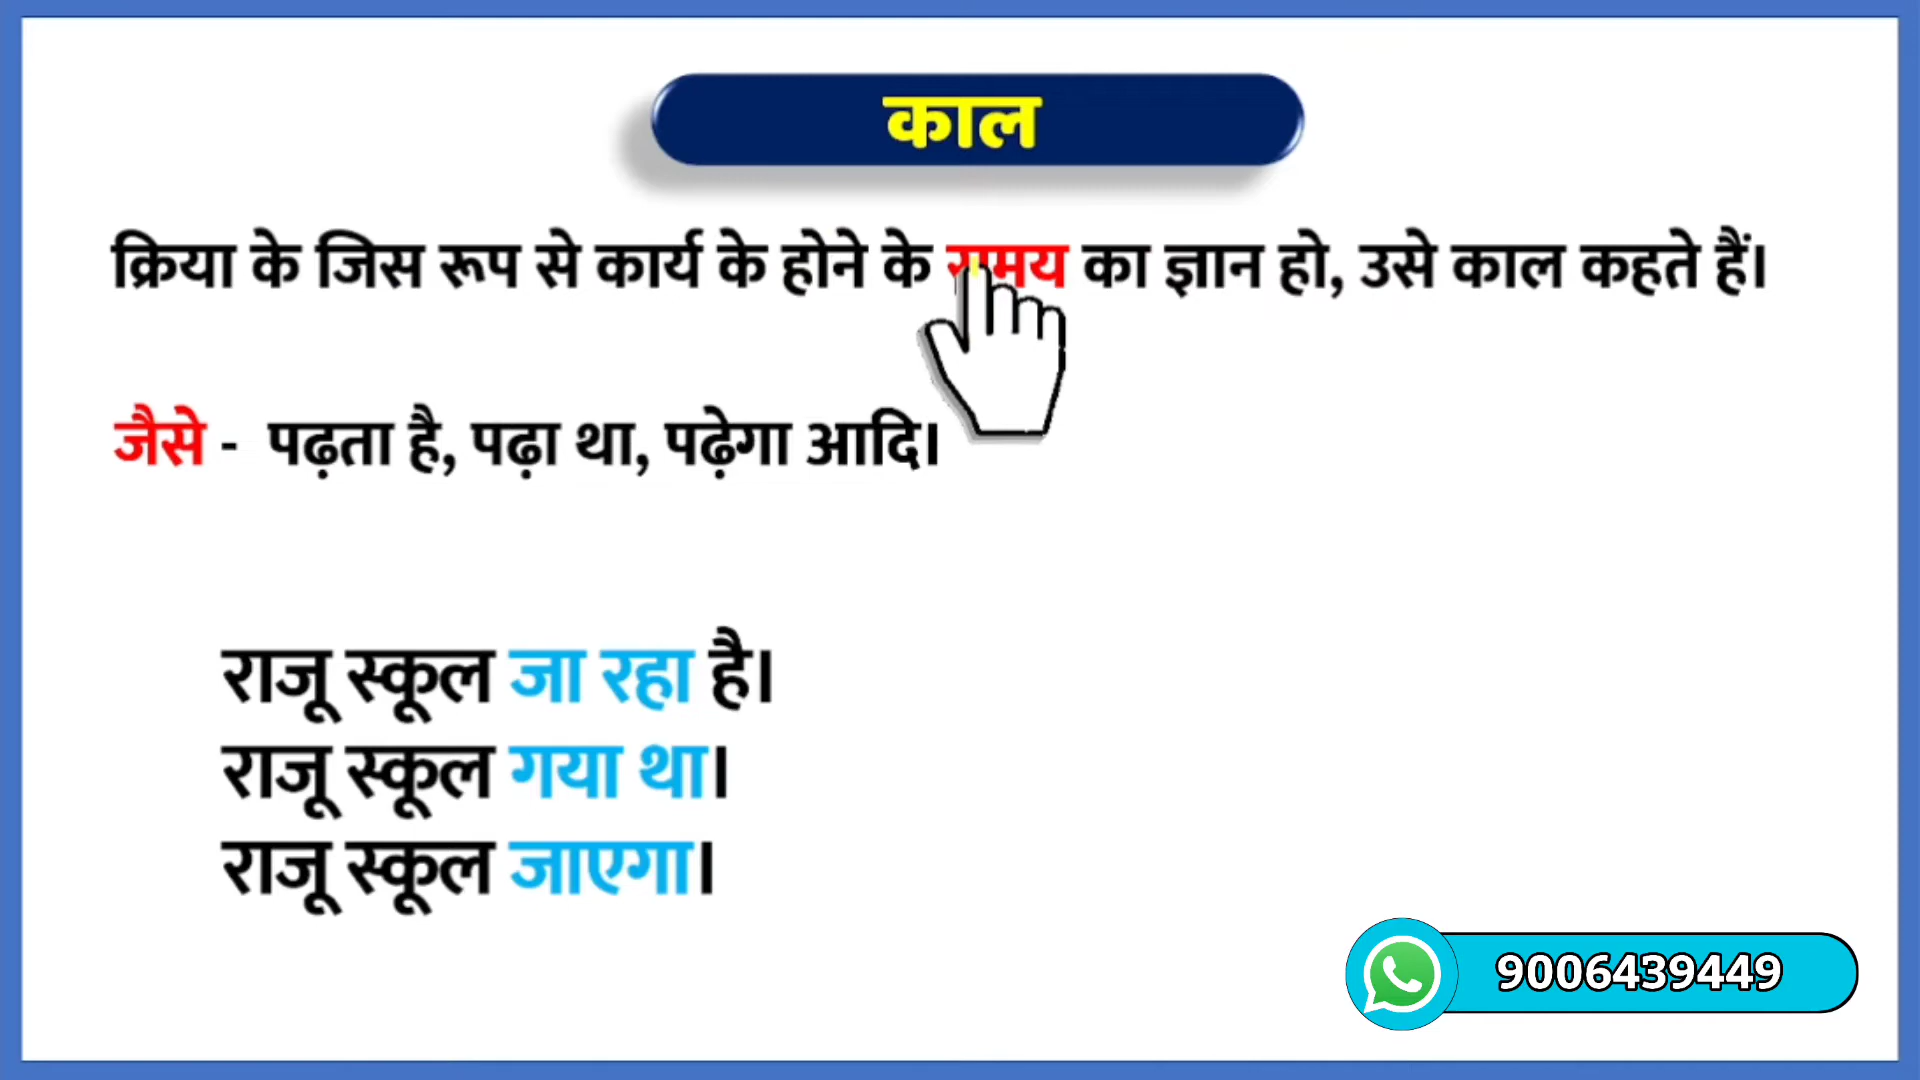 काल
क्रिया के जिस रूप से कार्य के होने के समय का ज्ञान हो, उसे काल कहते हैं।
जैसे - पढ़ता है, पढ़ा था, पढ़ेगा आदि।
राजू स्कूल जा रहा है।
राजू स्कूल गया था।
राजू स्कूल जाएगा।
9006439449